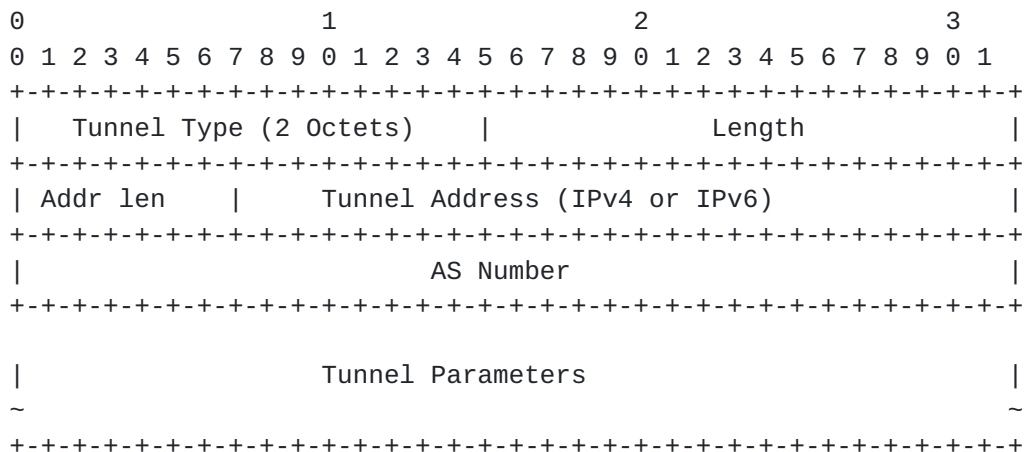 0                   1                   2                   3
0 1 2 3 4 5 6 7 8 9 0 1 2 3 4 5 6 7 8 9 0 1 2 3 4 5 6 7 8 9 0 1
+-+-+-+-+-+-+-+-+-+-+-+-+-+-+-+-+-+-+-+-+-+-+-+-+-+-+-+-+-+-+-+-+
|   Tunnel Type (2 Octets)    |              Length             |
+-+-+-+-+-+-+-+-+-+-+-+-+-+-+-+-+-+-+-+-+-+-+-+-+-+-+-+-+-+-+-+-+
| Addr len    |     Tunnel Address (IPv4 or IPv6)               |
+-+-+-+-+-+-+-+-+-+-+-+-+-+-+-+-+-+-+-+-+-+-+-+-+-+-+-+-+-+-+-+-+
|                          AS Number                            |
+-+-+-+-+-+-+-+-+-+-+-+-+-+-+-+-+-+-+-+-+-+-+-+-+-+-+-+-+-+-+-+-+
|                   Tunnel Parameters                           |
~                                                               ~
+-+-+-+-+-+-+-+-+-+-+-+-+-+-+-+-+-+-+-+-+-+-+-+-+-+-+-+-+-+-+-+-+